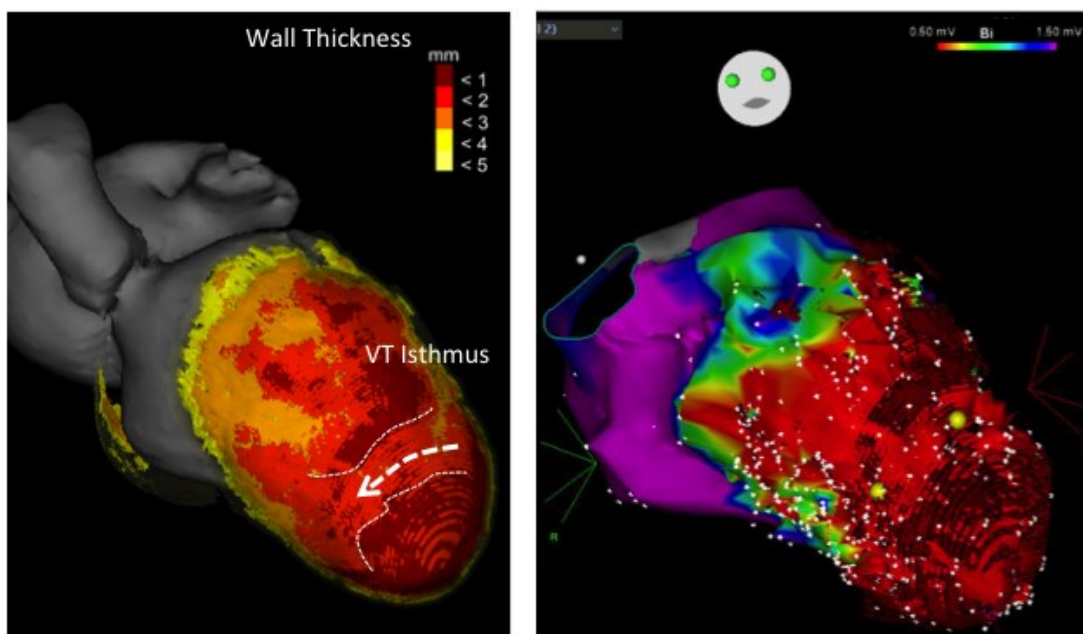 Wall Thickness
mm
< 1
< 2
< 3
< 4
< 5
VT Isthmus
0.50 mV Bi 1.50 mV
R